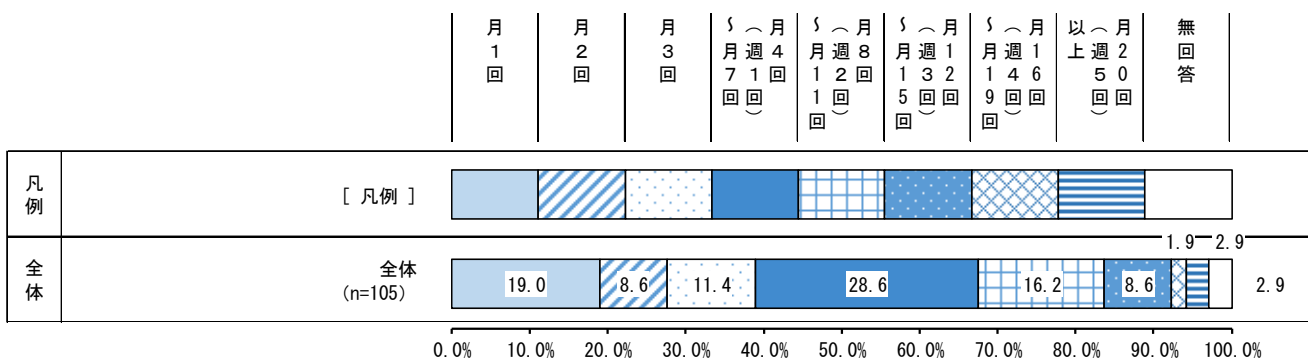 月1回
月2回
月3回
月4回
（週1回）
～月7回
月8回
（週2回）
～月11回
月12回
（週3回）
～月15回
月16回
（週4回）
～月19回
月20回
（週5回）
以上
無回答
凡例
[ 凡例 ]
全体
全体
(n=105)
1.9
2.9
19.0
8.6
11.4
28.6
16.2
8.6
2.9
0.0%
10.0%
20.0%
30.0%
40.0%
50.0%
60.0%
70.0%
80.0%
90.0%
100.0%